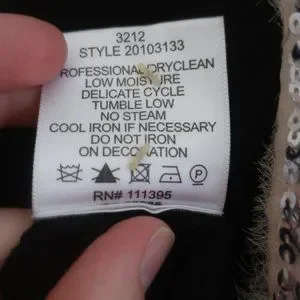 3212
STYLE 20103133
ROFESSIONAL DRYCLEAN
LOW MOISTURE
DELICATE CYCLE
TUMBLE LOW
NO STEAM
COOL IRON IF NECESSARY
DO NOT IRON
ON DECORATION
P
RN# 111395